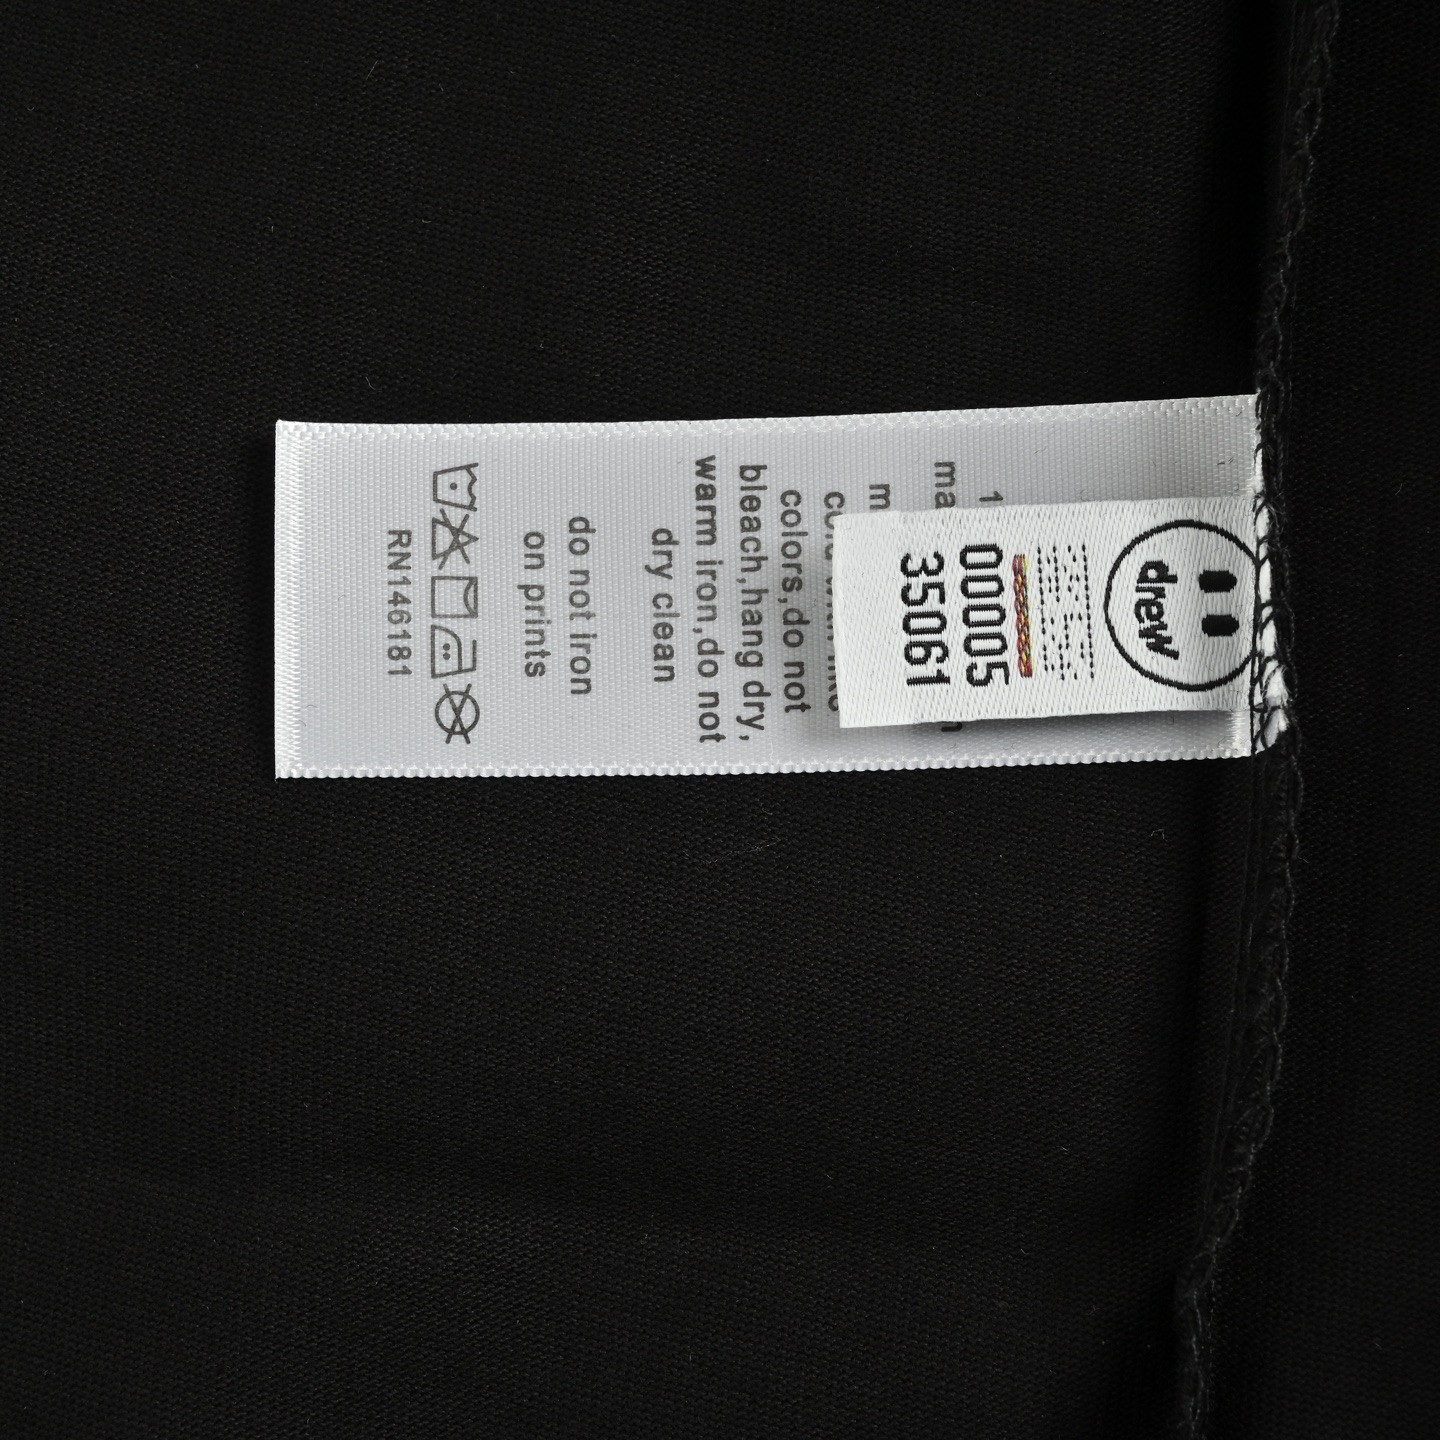 drew
00005
35061
colors,do not
bleach,hang dry,
warm iron,do not
dry clean
do not iron
on prints
RN146181